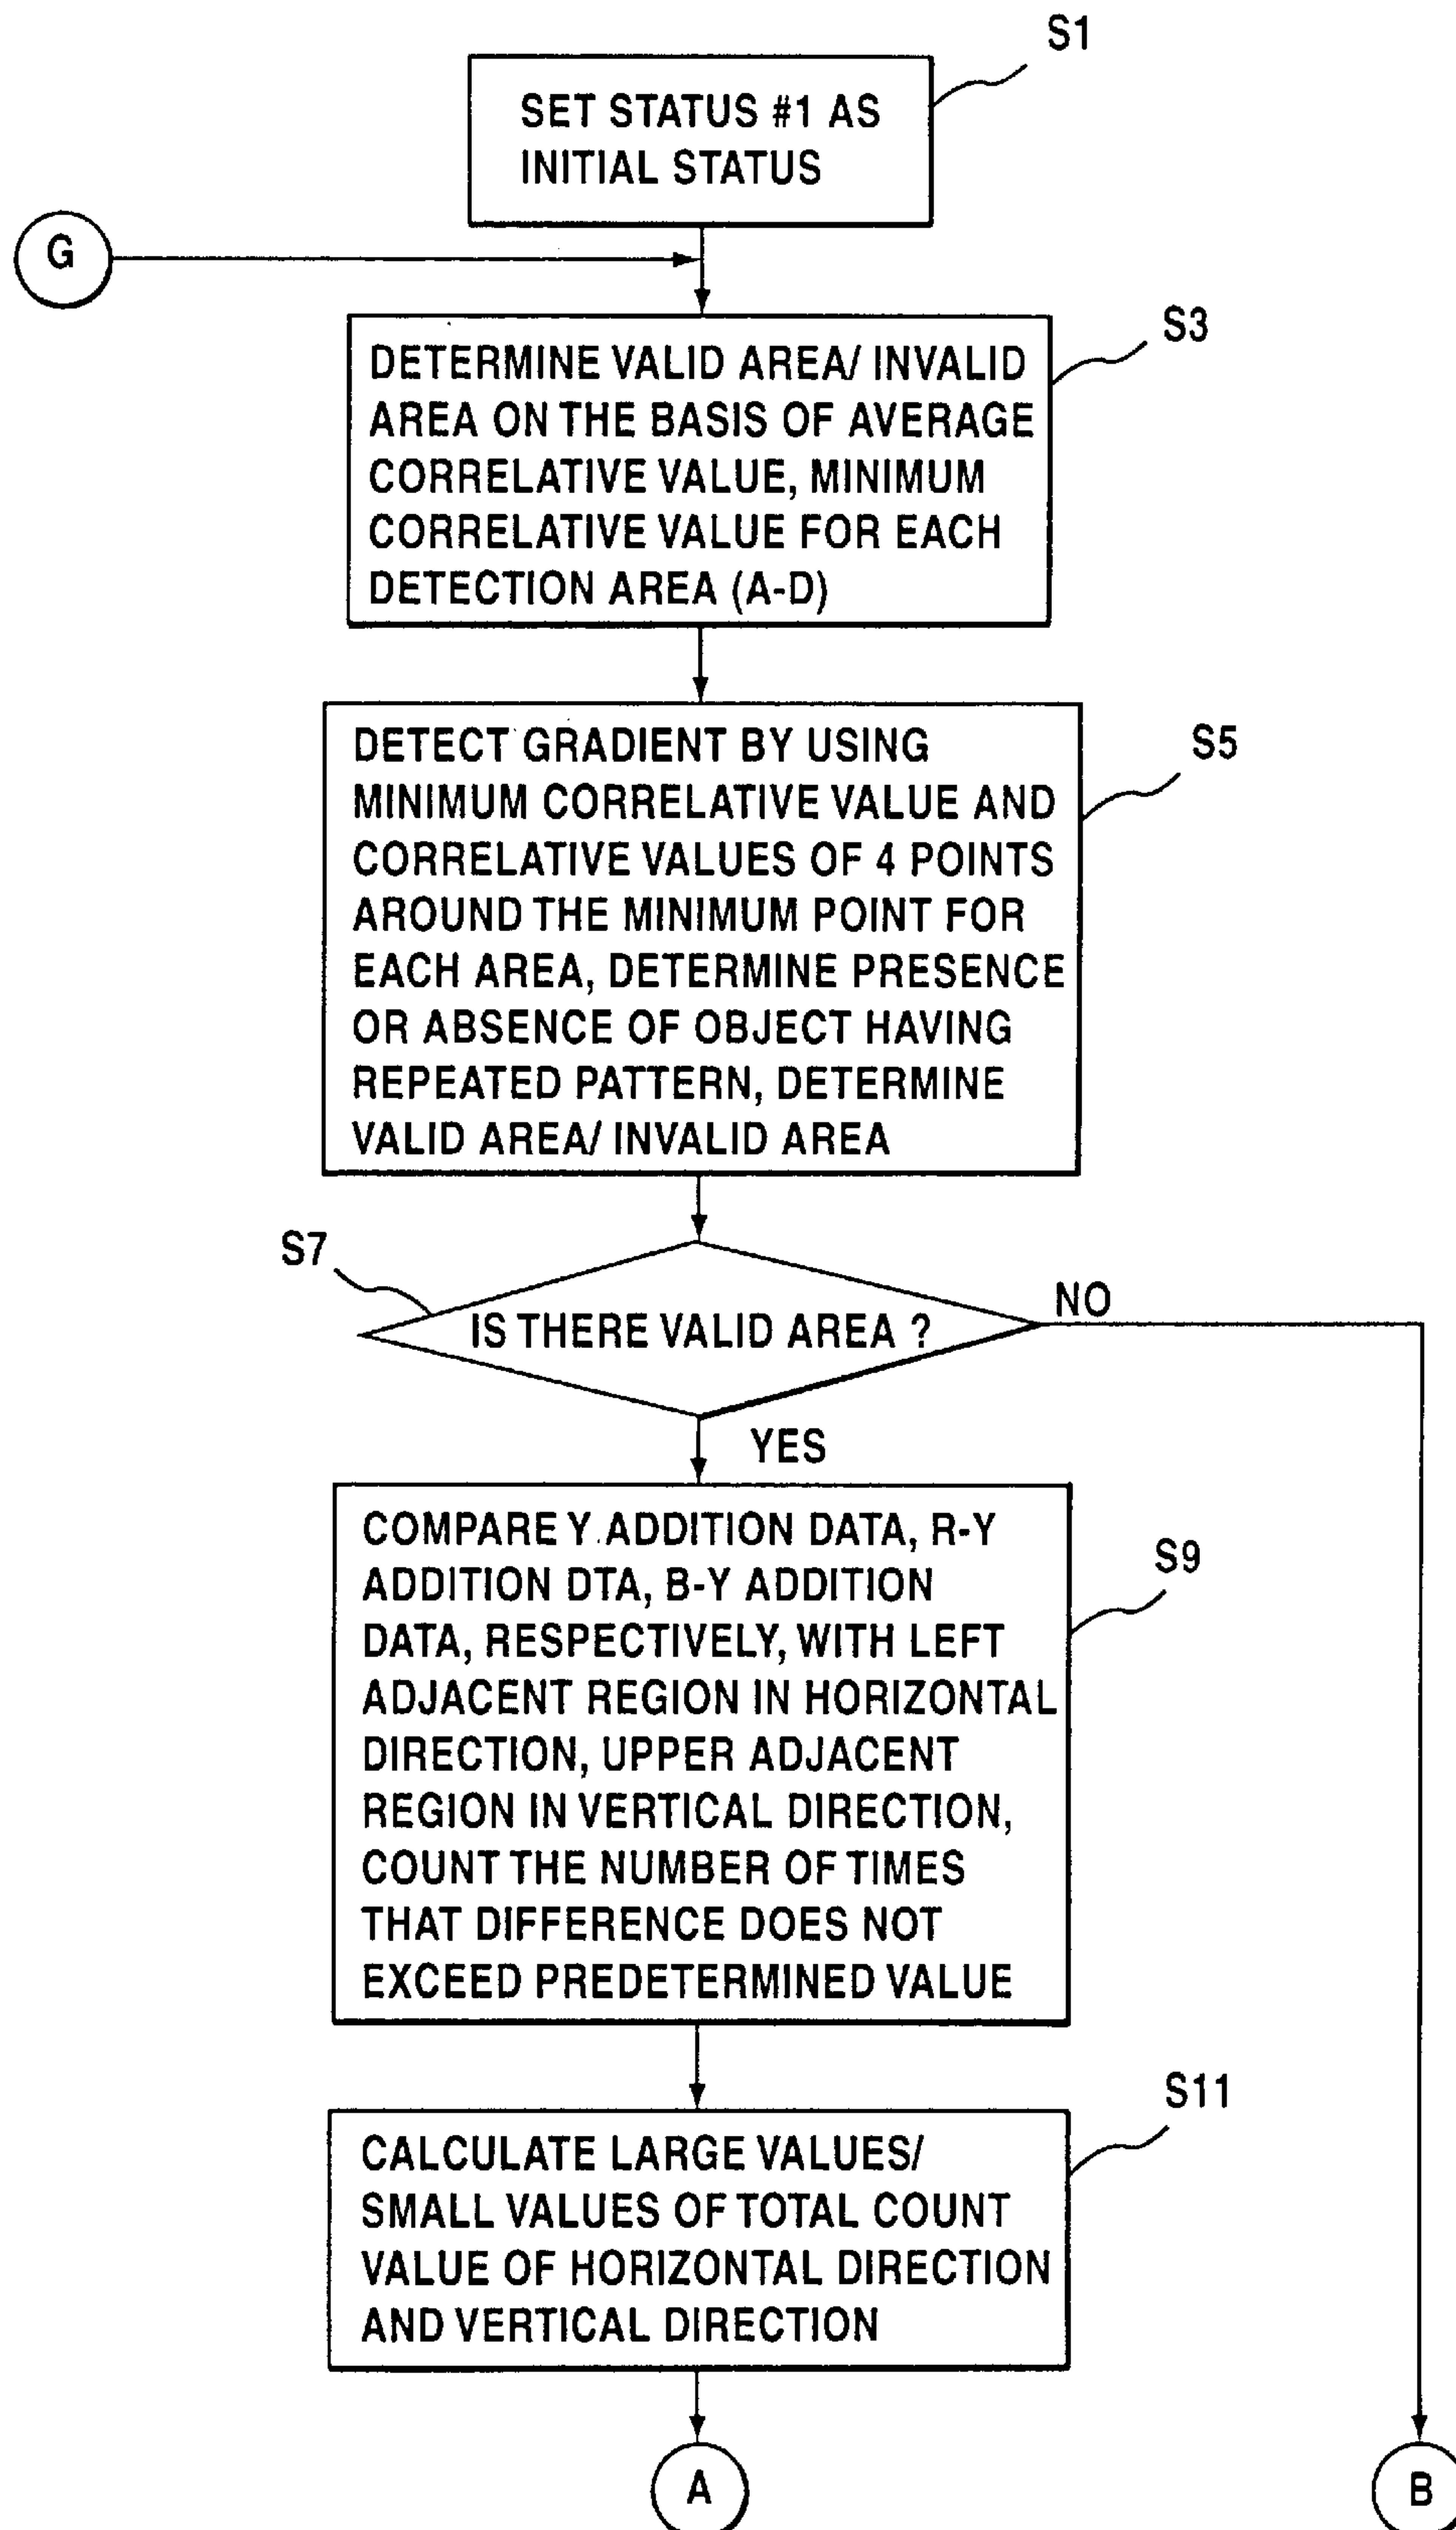 S1
SET STATUS #1 AS
INITIAL STATUS
G
S3
DETERMINE VALID AREA/ INVALID
AREA ON THE BASIS OF AVERAGE
CORRELATIVE VALUE, MINIMUM
CORRELATIVE VALUE FOR EACH
DETECTION AREA (A-D)
S5
DETECT GRADIENT BY USING
MINIMUM CORRELATIVE VALUE AND
CORRELATIVE VALUES OF 4 POINTS
AROUND THE MINIMUM POINT FOR
EACH AREA, DETERMINE PRESENCE
OR ABSENCE OF OBJECT HAVING
REPEATED PATTERN, DETERMINE
VALID AREA/ INVALID AREA
S7
IS THERE VALID AREA ?
NO
YES
S9
COMPARE Y ADDITION DATA, R-Y
ADDITION DTA, B-Y ADDITION
DATA, RESPECTIVELY, WITH LEFT
ADJACENT REGION IN HORIZONTAL
DIRECTION, UPPER ADJACENT
REGION IN VERTICAL DIRECTION,
COUNT THE NUMBER OF TIMES
THAT DIFFERENCE DOES NOT
EXCEED PREDETERMINED VALUE
S11
CALCULATE LARGE VALUES/
SMALL VALUES OF TOTAL COUNT
VALUE OF HORIZONTAL DIRECTION
AND VERTICAL DIRECTION
A
B